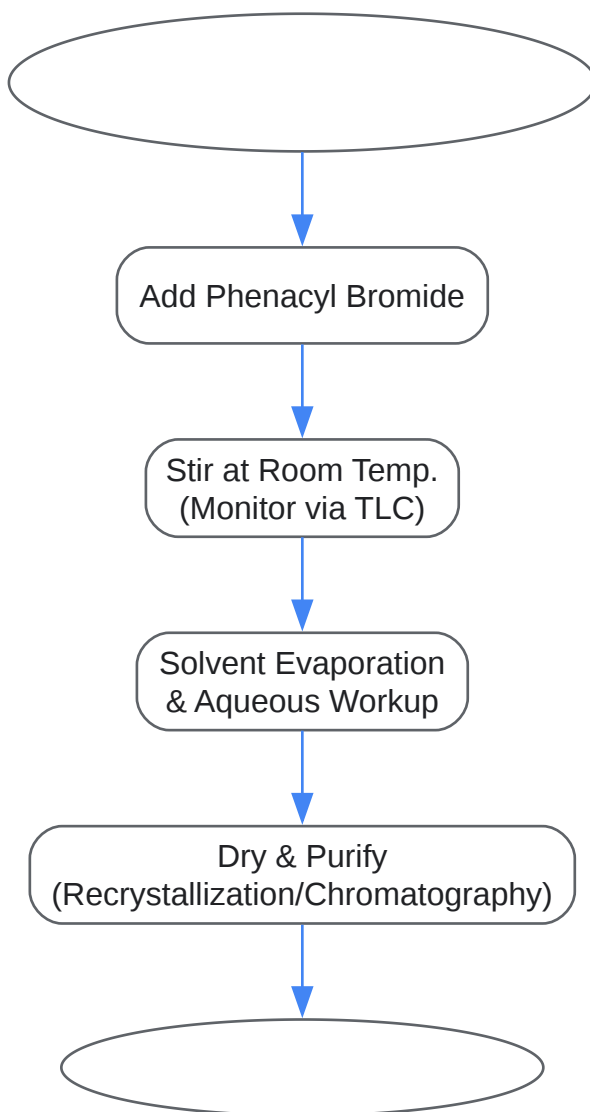 Add Phenacyl Bromide
Stir at Room Temp.
(Monitor via TLC)
Solvent Evaporation
& Aqueous Workup
Dry & Purify
(Recrystallization/Chromatography)